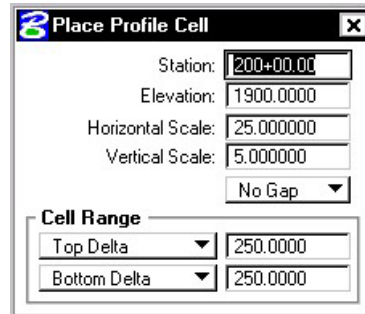 Place Profile Cell
Station: 200+00.00
Elevation: 1900.0000
Horizontal Scale: 25.000000
Vertical Scale: 5.000000
No Gap
Cell Range
Top Delta 250.0000
Bottom Delta 250.0000